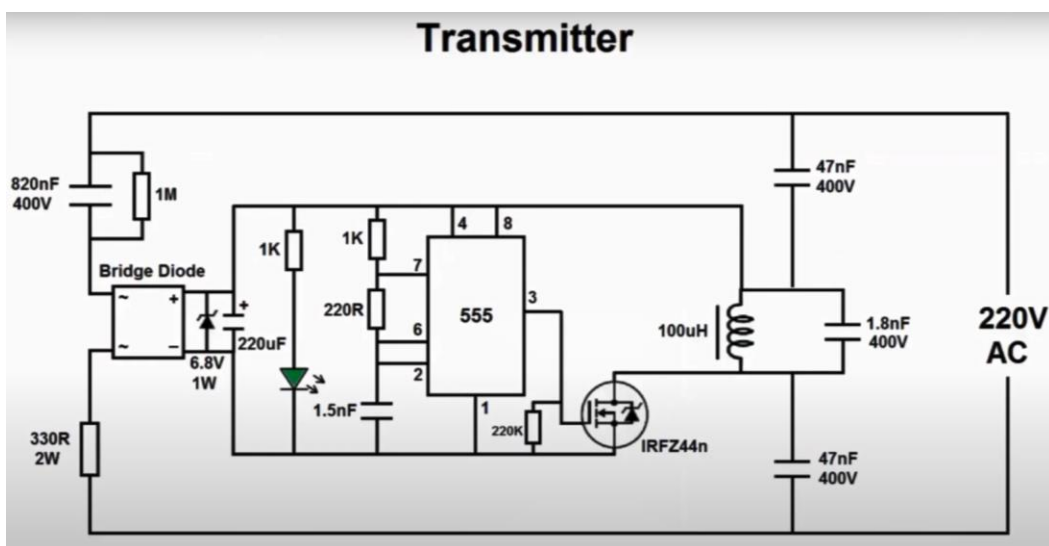 Transmitter
820nF
400V
1M
47nF
400V
Bridge Diode
~
+
~
−
+
220uF
6.8V
1W
1K
1K
220R
1.5nF
4
8
7
6
2
3
1
555
220K
IRFZ44n
100uH
1.8nF
400V
220V
AC
330R
2W
47nF
400V